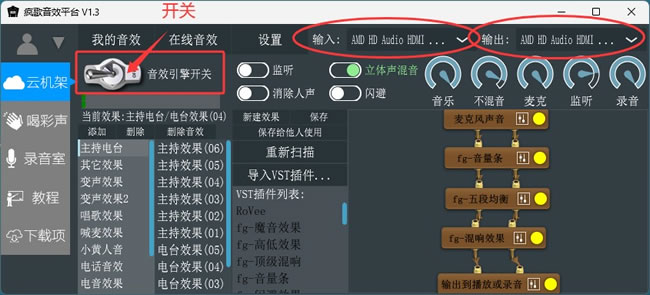 疯歌音效平台 V1.3
开关
我的音效
在线音效
设置
输入:
AMD HD Audio HDMI ...
输出:
AMD HD Audio HDMI ...
云机架
喝彩声
录音室
教程
下载项
音效引擎开关
监听
立体声混音
消除人声
闪避
音乐
不混音
麦克
监听
录音
当前效果:主持电台/电台效果(04)
添加
删除
删除音效
主持电台
其它效果
变声效果
变声效果2
唱歌效果
喊麦效果
小黄人音
电话音效
电音效果
主持效果(06)
主持效果(05)
主持效果(04)
主持效果(03)
主持效果(02)
主持效果(01)
电台效果(05)
电台效果(04)
电台效果(03)
新建效果
保存
保存给他人使用
重新扫描
导入VST插件...
VST插件列表:
RoVee
fg-魔音效果
fg-高低效果
fg-顶级混响
fg-音量条
麦克风声音
fg-音量条
fg-五段均衡
fg-混响效果
输出到播放或录音